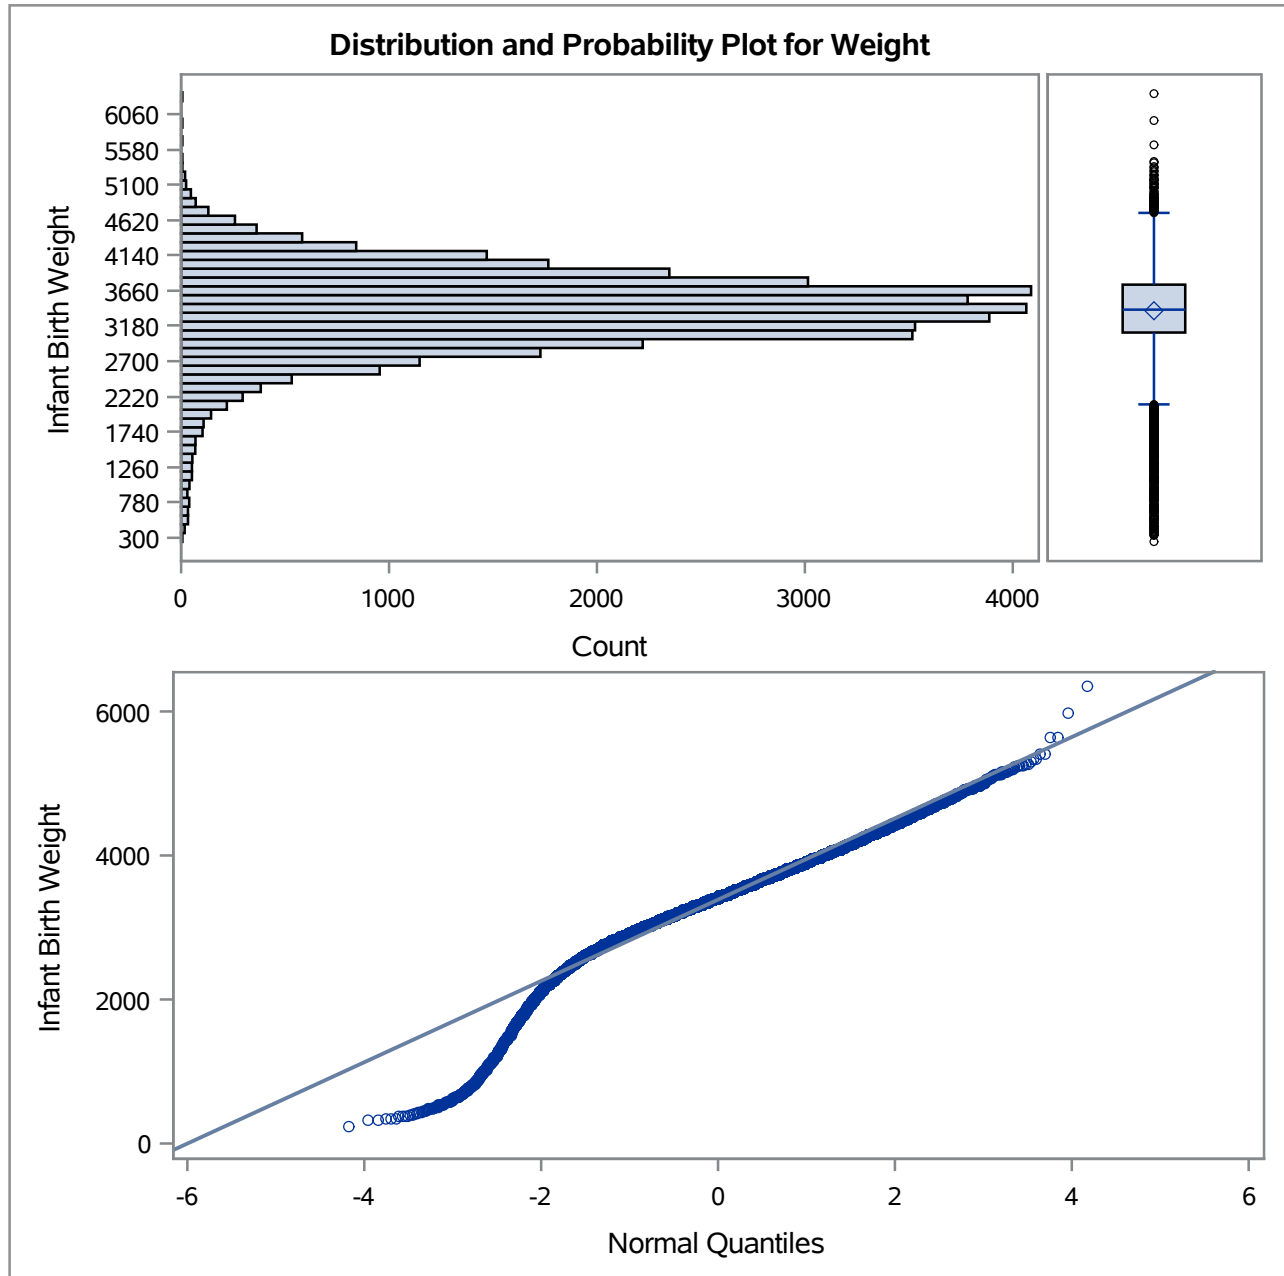 Distribution and Probability Plot for Weight
Infant Birth Weight
6060
5580
5100
4620
4140
3660
3180
2700
2220
1740
1260
780
300
0 1000 2000 3000 4000
Count
Infant Birth Weight
6000
4000
2000
0
-6 -4 -2 0 2 4 6
Normal Quantiles